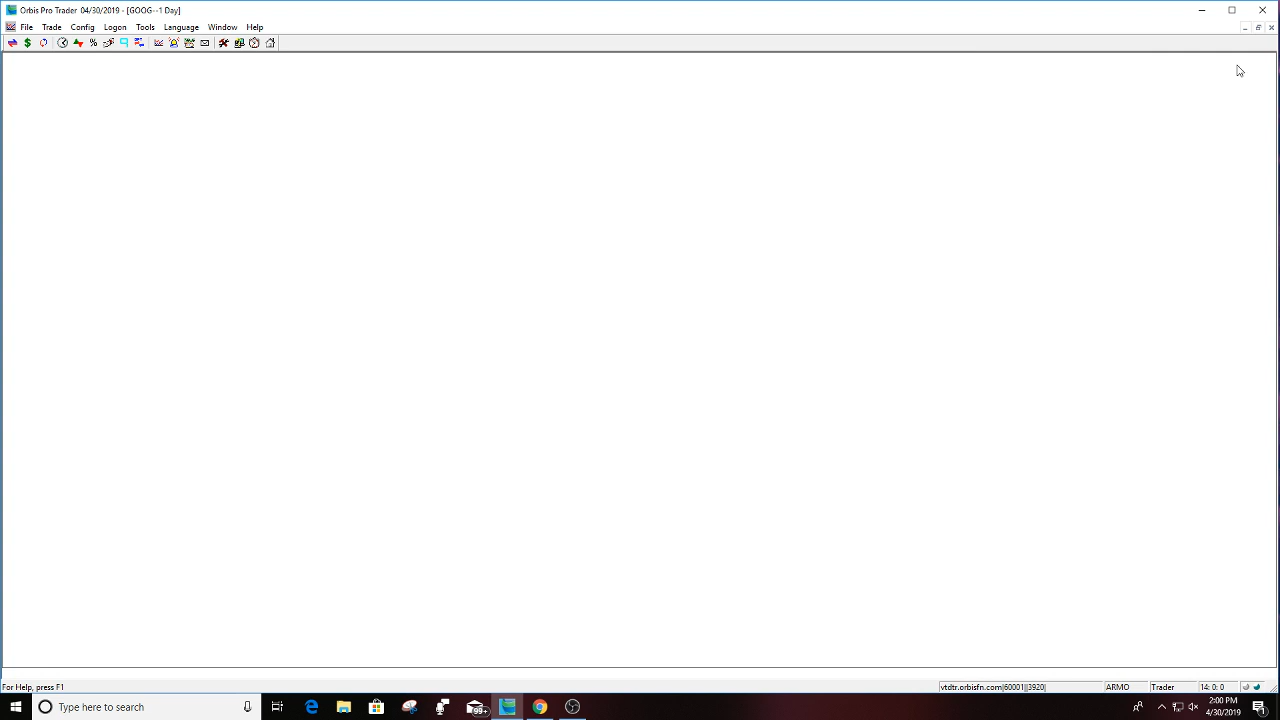 Orbis Pro Trader 04/30/2019 - [GOOG--1 Day]
File Trade Config Logon Tools Language Window Help
For Help, press F1
vtdtr.orbisfn.com|60001||3920| ARMO Trader 14: 0: 0
Type here to search
99+
2:00 PM
4/30/2019
1